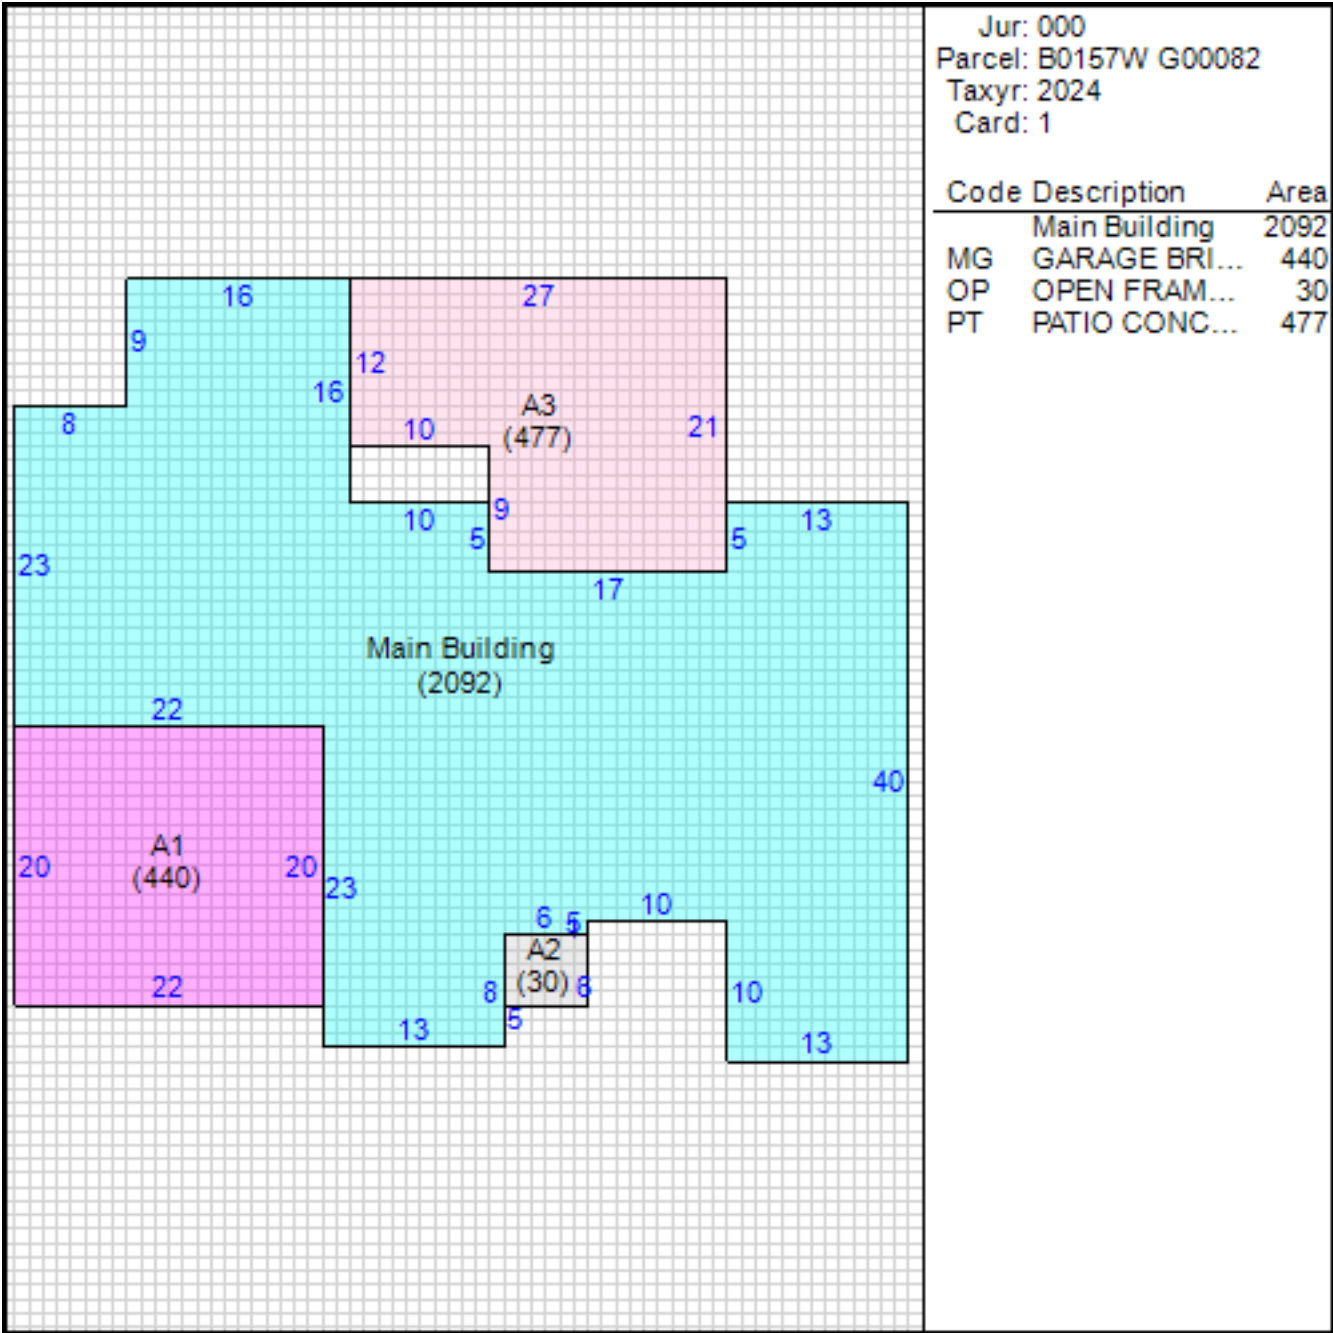 Jur: 000
Parcel: B0157W G00082
Taxyr: 2024
Card: 1
Code Description Area
Main Building 2092
MG GARAGE BRI... 440
OP OPEN FRAM... 30
PT PATIO CONC... 477
16
27
9
12
16
A3
(477)
8
10
21
9
10
5
5
13
23
17
Main Building
(2092)
22
40
A1
(440)
20
20
23
10
6
5
A2
(30)
8
6
10
22
5
13
13